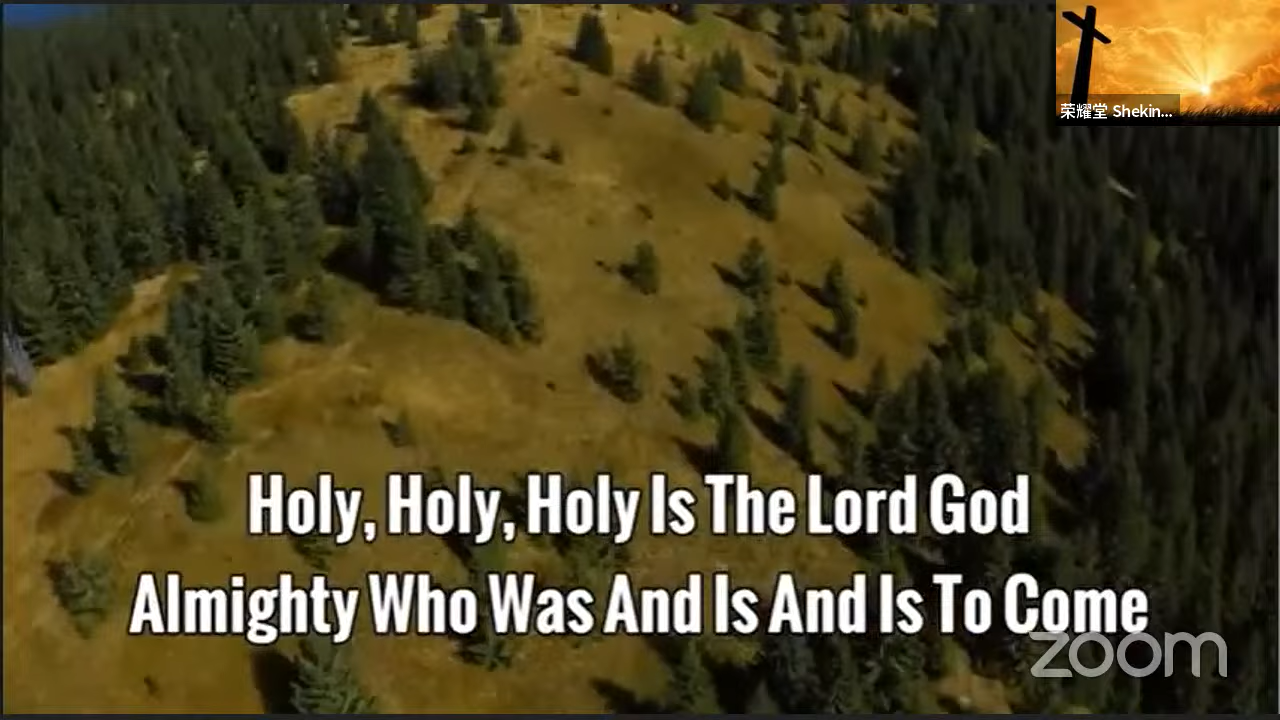 荣耀堂 Shekin...
Holy, Holy, Holy Is The Lord God
Almighty Who Was And Is And Is To Come
zoom